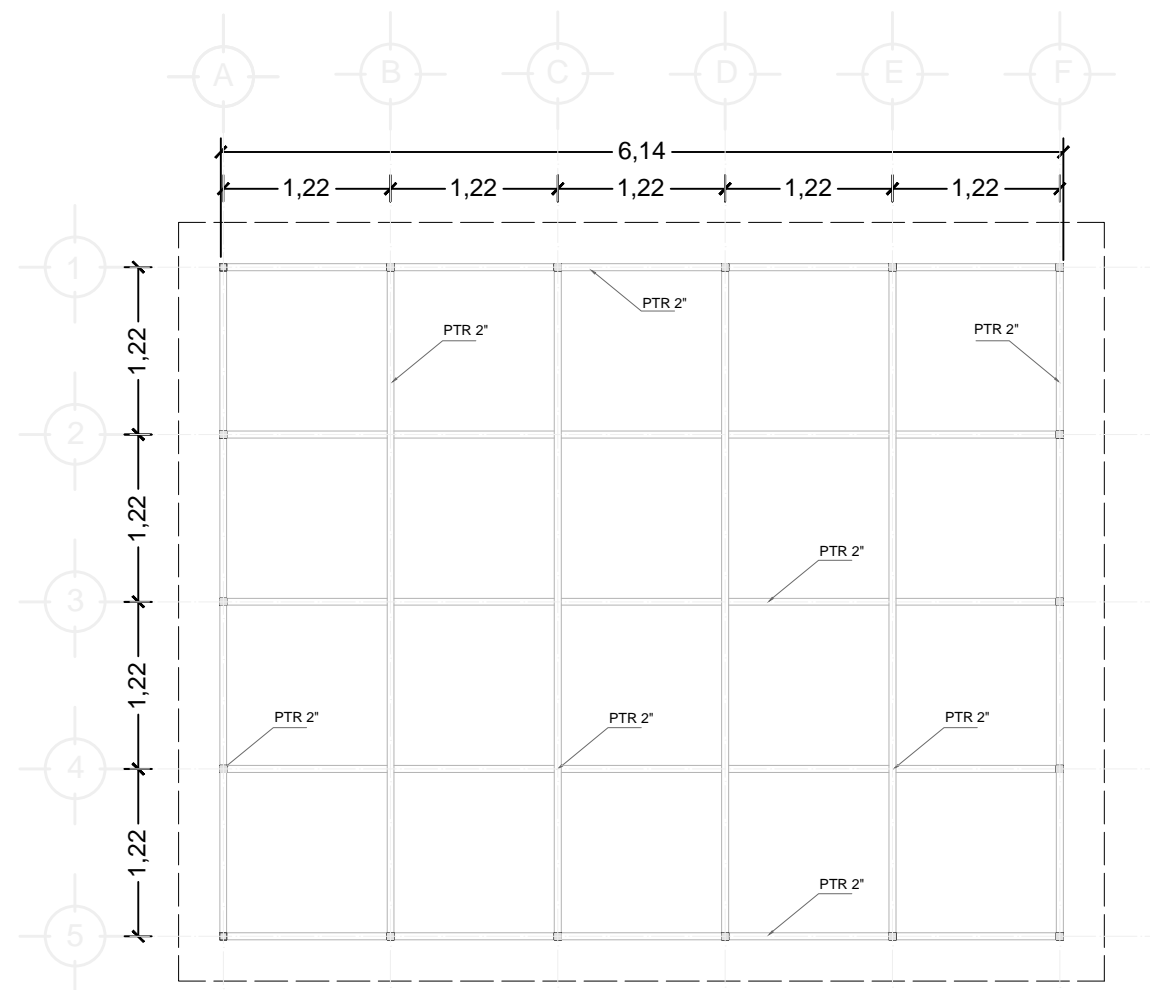 A B C D E F
6,14
1,22 1,22 1,22 1,22 1,22
1
PTR 2"
PTR 2" PTR 2"
1,22
2
1,22
PTR 2"
3
1,22
PTR 2" PTR 2" PTR 2"
4
1,22
PTR 2"
5